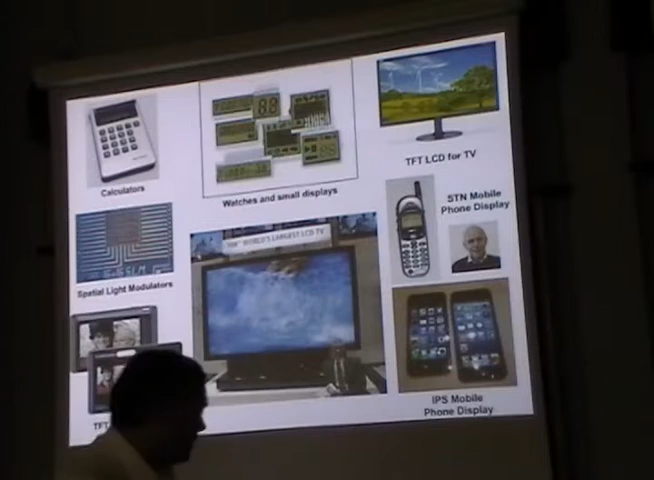 Calculators
Watches and small displays
TFT LCD for TV
STN Mobile
Phone Display
Spatial Light Modulators
WORLD'S LARGEST LCD TV
IPS Mobile
Phone Display
TFT